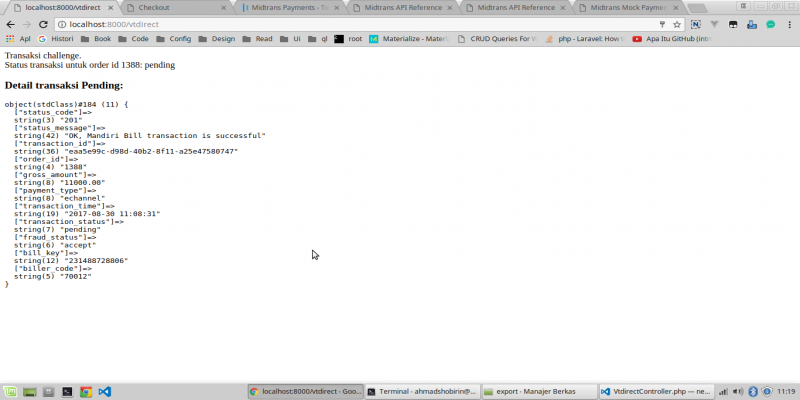 localhost:8000/vtdirect
Checkout
Midtrans Payments - Te
Midtrans API Reference
Midtrans API Reference
Midtrans Mock Paymen
localhost:8000/vtdirect
Apl
Histori
Book
Code
Config
Design
Read
Ui
ql
root
Materialize - Materi
CRUD Queries For W
php - Laravel: How t
Apa Itu GitHub (intr
Transaksi challenge.
Status transaksi untuk order id 1388: pending
Detail transaksi Pending:
object(stdClass)#184 (11) {
["status_code"]=>
string(3) "201"
["status_message"]=>
string(42) "OK, Mandiri Bill transaction is successful"
["transaction_id"]=>
string(36) "eaa5e99c-d98d-40b2-8f11-a25e47580747"
["order_id"]=>
string(4) "1388"
["gross_amount"]=>
string(8) "11000.00"
["payment_type"]=>
string(8) "echannel"
["transaction_time"]=>
string(19) "2017-08-30 11:08:31"
["transaction_status"]=>
string(7) "pending"
["fraud_status"]=>
string(6) "accept"
["bill_key"]=>
string(12) "231488728806"
["biller_code"]=>
string(5) "70012"
}
localhost:8000/vtdirect - Goo...
Terminal - ahmadshobirin@...
export - Manajer Berkas
VtdirectController.php — ne...
11:19